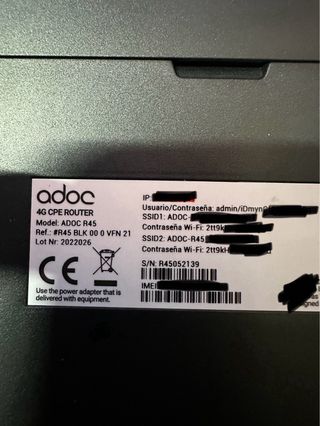 adoc
4G CPE ROUTER
Model: ADOC R45
Ref.: #R45 BLK 00 0 VFN 21
Lot Nr: 2022026
CE
Use the power adapter that is
delivered with equipment.
IP:
Usuario/Contraseña: admin/
SSID1: ADOC-
Contraseña Wi-Fi: 2tt9k
SSID2: ADOC-R45
Contraseña Wi-Fi:
S/N: R45052139
IMEI